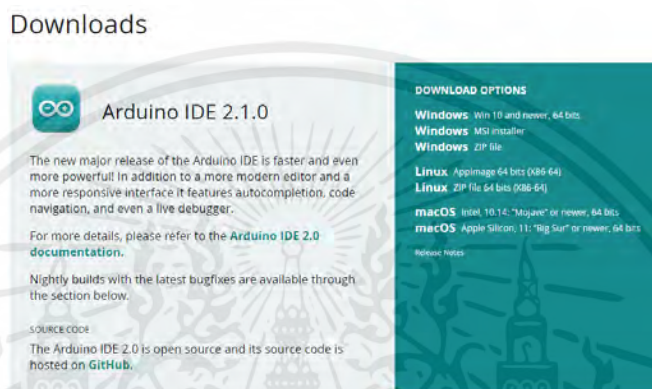 Downloads
Arduino IDE 2.1.0
The new major release of the Arduino IDE is faster and even
more powerful! In addition to a more modern editor and a
more responsive interface it features autocompletion, code
navigation, and even a live debugger.
For more details, please refer to the Arduino IDE 2.0
documentation.
Nightly builds with the latest bugfixes are available through
the section below.
SOURCE CODE
The Arduino IDE 2.0 is open source and its source code is
hosted on GitHub.
DOWNLOAD OPTIONS
Windows Win 10 and newer, 64 bits
Windows MSI installer
Windows ZIP file
Linux AppImage 64 bits (X86-64)
Linux ZIP file 64 bits (X86-64)
macOS Intel, 10.14: "Mojave" or newer, 64 bits
macOS Apple Silicon, 11: "Big Sur" or newer, 64 bits
Release Notes